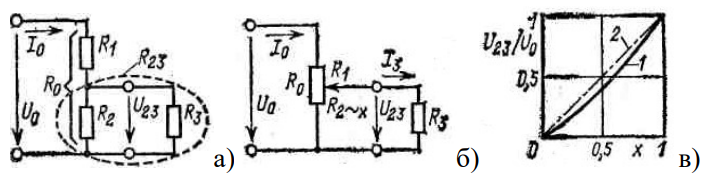 I₀ R₁ R₂₃ R₀ U₀ R₂ U₂₃ R₃ а)
I₀ R₁ I₃ R₀ U₀ R₂~x U₂₃ R₃ б)
U₂₃/U₀ 1 2 1 0,5 0 0,5 x 1 в)